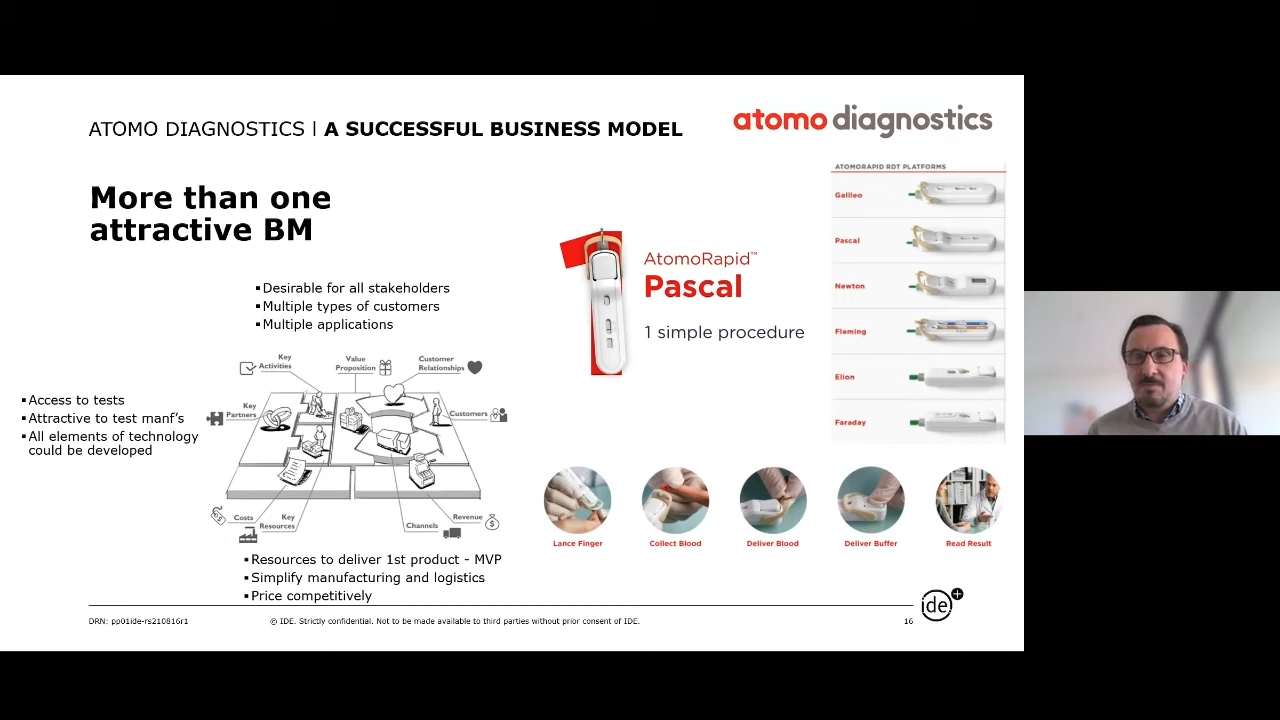 ATOMO DIAGNOSTICS | A SUCCESSFUL BUSINESS MODEL
atomo diagnostics
More than one
attractive BM
▪Desirable for all stakeholders
▪Multiple types of customers
▪Multiple applications
Key
Activities
Value
Proposition
Customer
Relationships
Key
Partners
Customers
Costs
Key
Resources
Channels
Revenue
▪Access to tests
▪Attractive to test manf's
▪All elements of technology
could be developed
▪Resources to deliver 1st product - MVP
▪Simplify manufacturing and logistics
▪Price competitively
AtomoRapid™
Pascal
1 simple procedure
ATOMORAPID RDT PLATFORMS
Galileo
Pascal
Newton
Fleming
Elion
Faraday
Lance Finger
Collect Blood
Deliver Blood
Deliver Buffer
Read Result
DRN: pp01ide-rs210816r1
© IDE. Strictly confidential. Not to be made available to third parties without prior consent of IDE.
16
ide+